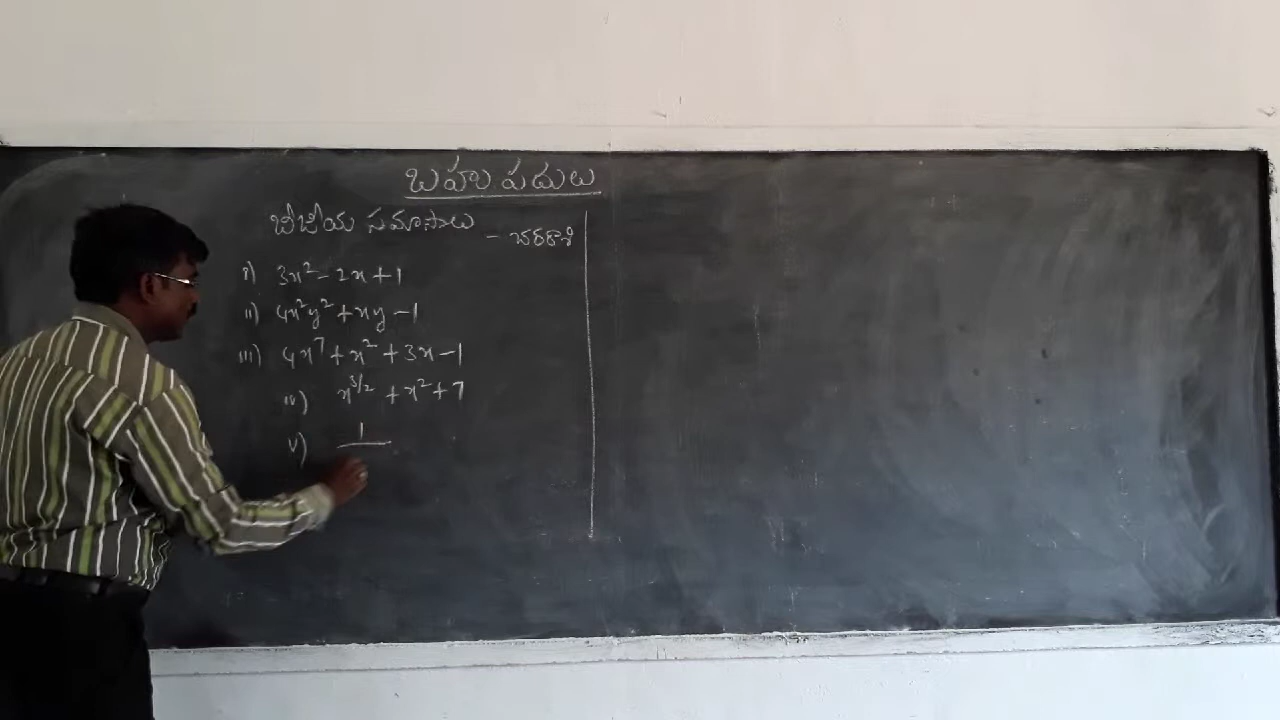 బహుపదులు
బీజీయ సమాసాలు - చరరాశి
i) 3x² - 2x + 1
ii) 4x²y² + xy - 1
iii) 4x⁷ + x² + 3x - 1
iv) x^{3/2} + x² + 7
v) 1/